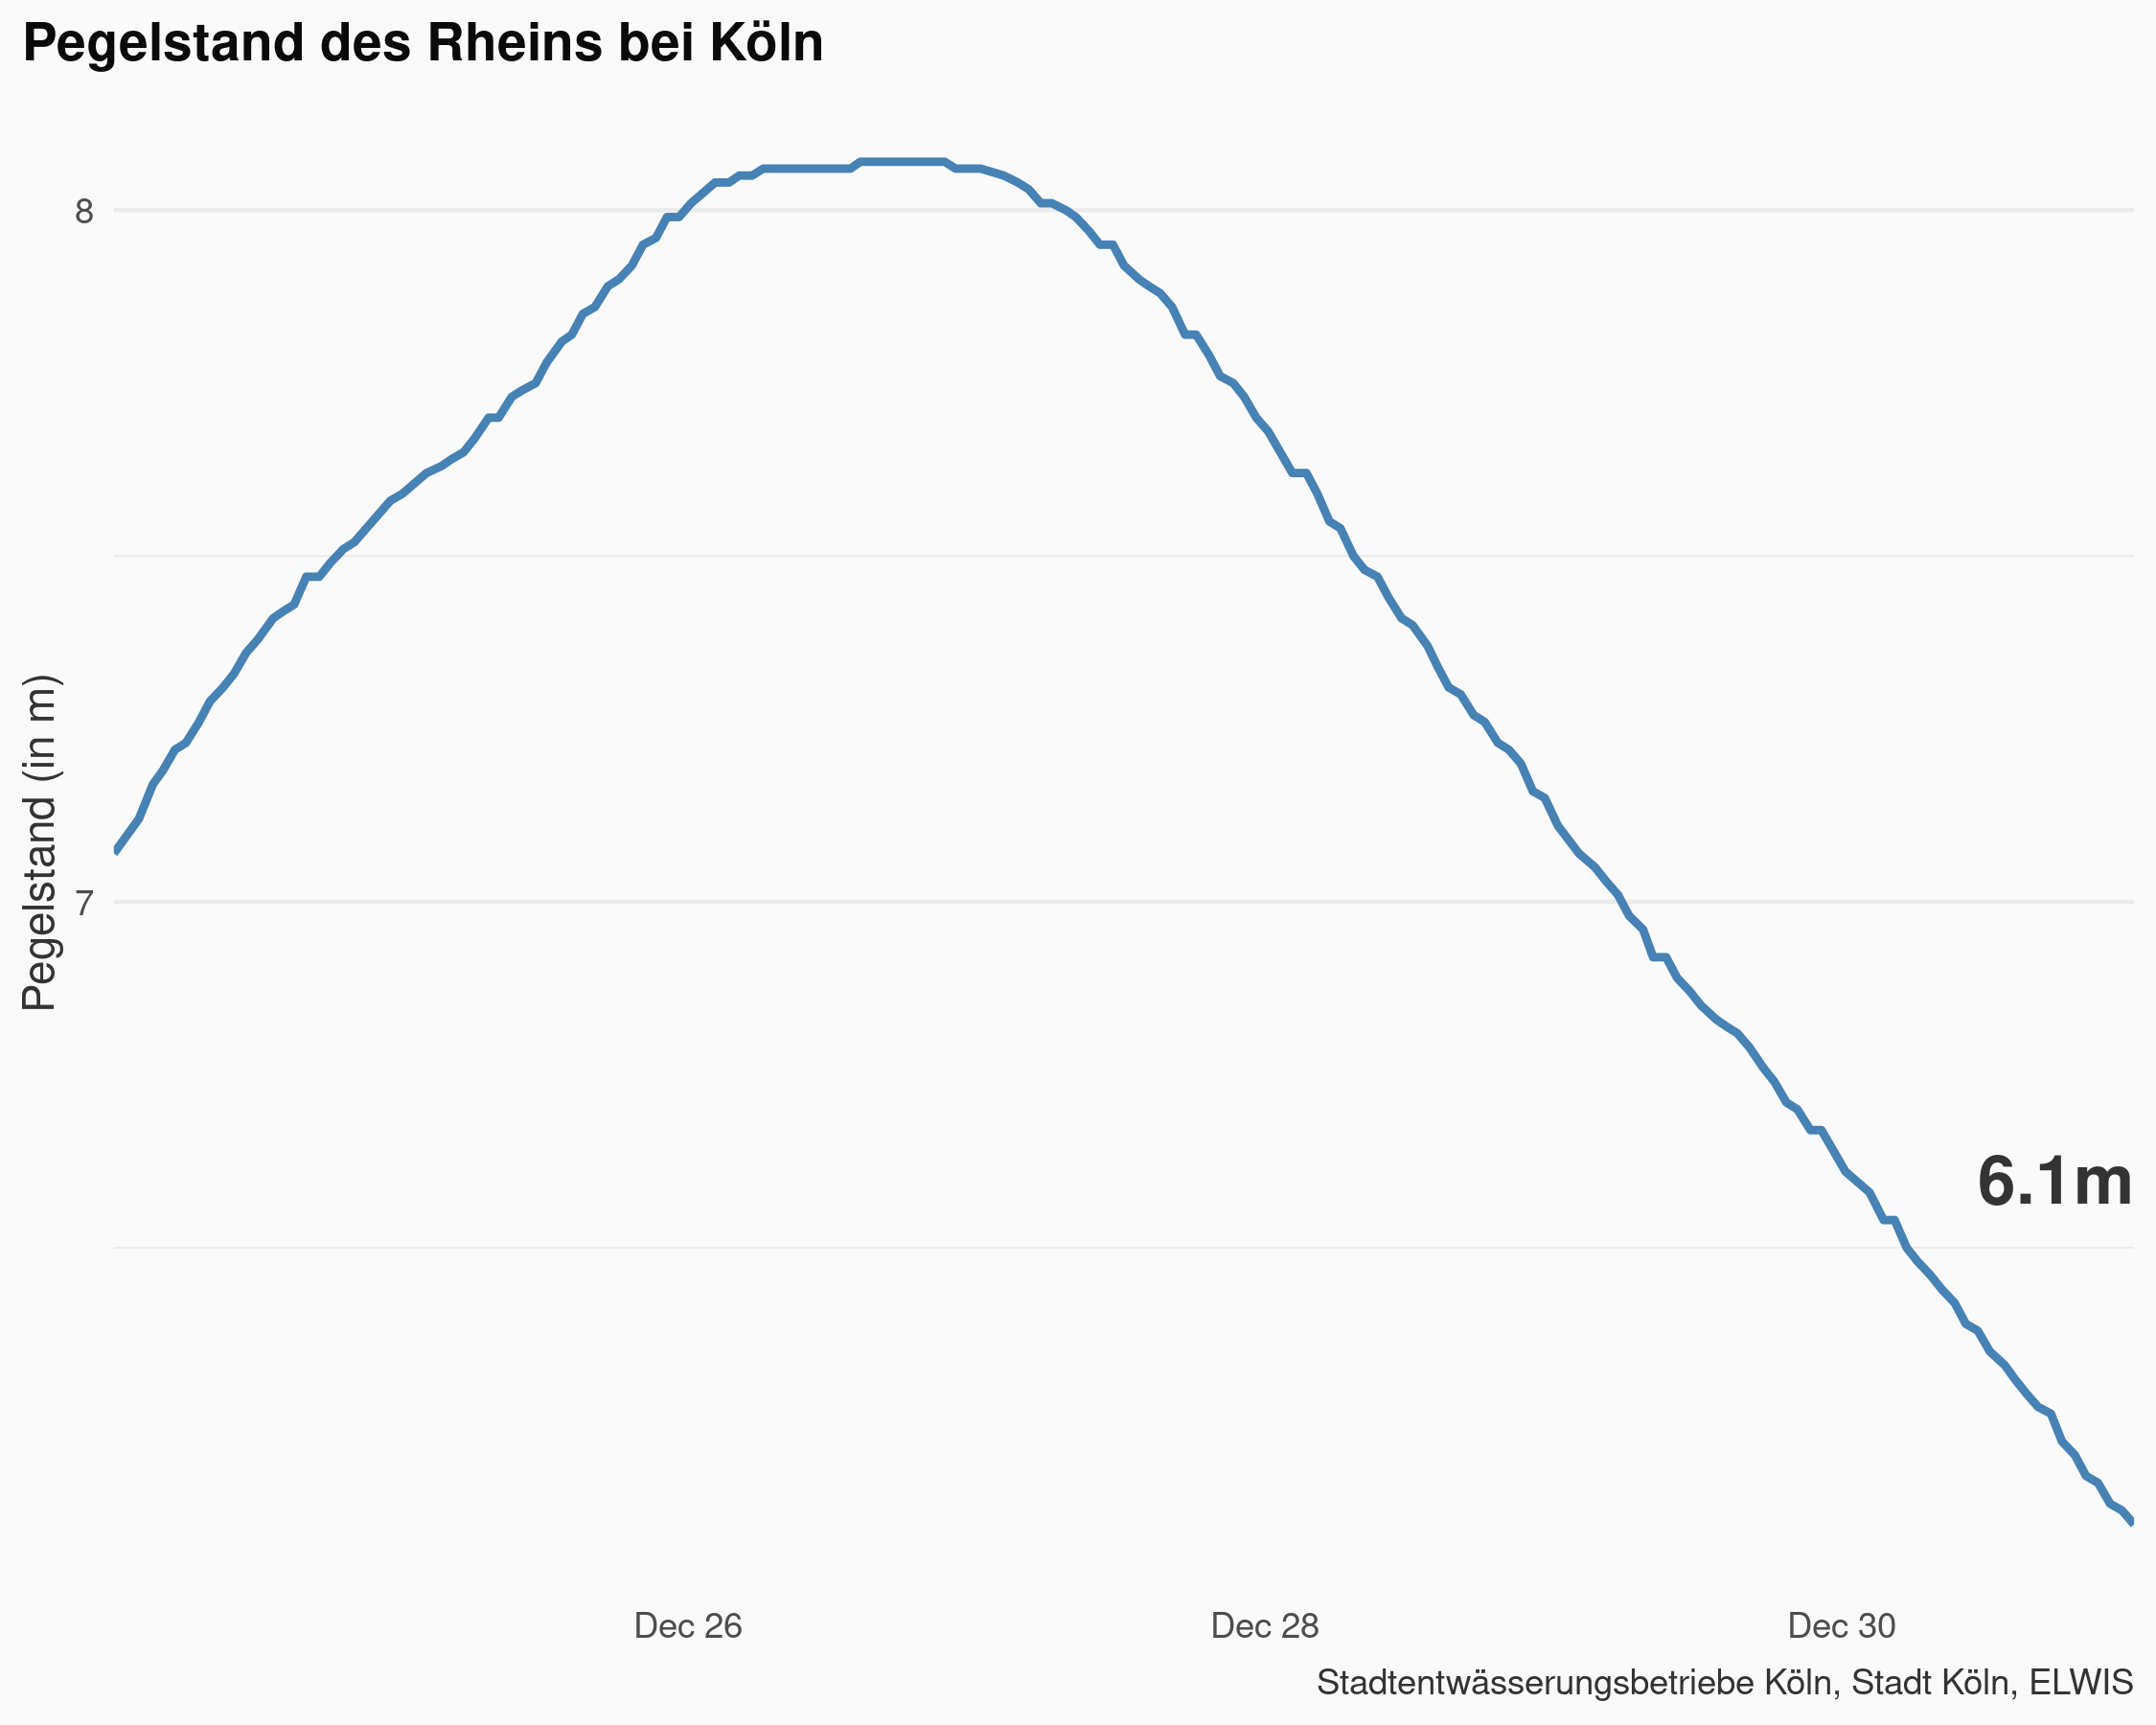 Pegelstand des Rheins bei Köln
Pegelstand (in m)
8
7
6.1m
Dec 26
Dec 28
Dec 30
Stadtentwässerungsbetriebe Köln, Stadt Köln, ELWIS